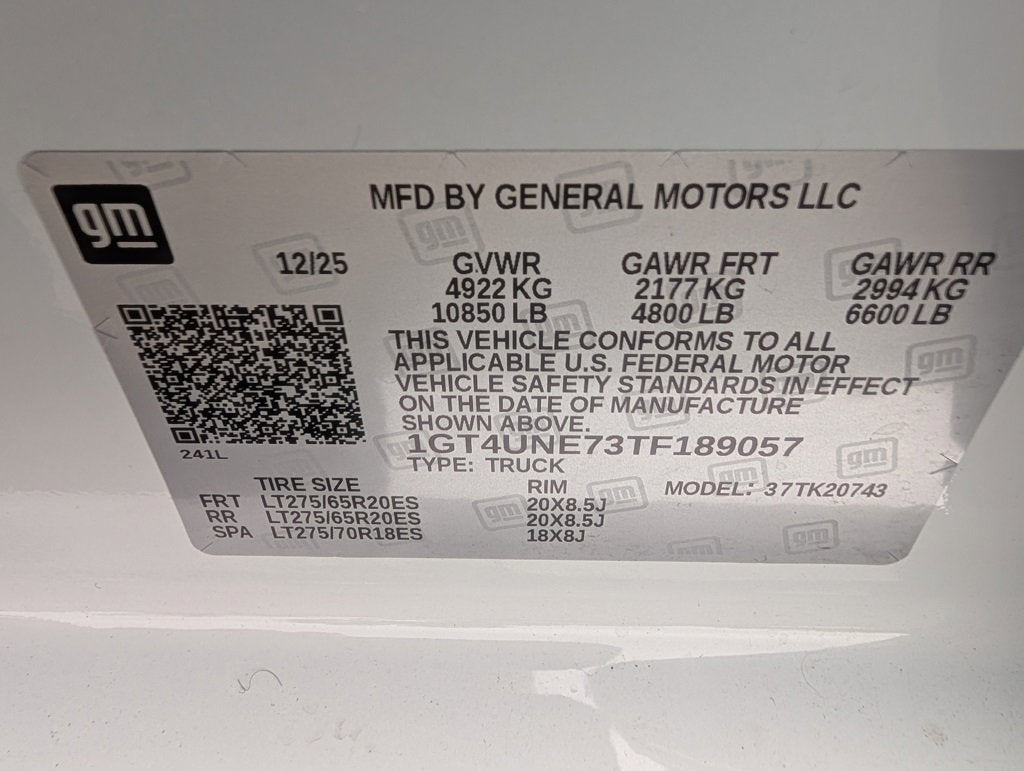 gm
MFD BY GENERAL MOTORS LLC
12/25 GVWR GAWR FRT GAWR RR
4922 KG 2177 KG 2994 KG
10850 LB 4800 LB 6600 LB
THIS VEHICLE CONFORMS TO ALL
APPLICABLE U.S. FEDERAL MOTOR
VEHICLE SAFETY STANDARDS IN EFFECT
ON THE DATE OF MANUFACTURE
SHOWN ABOVE.
1GT4UNE73TF189057
241L
TYPE: TRUCK
TIRE SIZE RIM MODEL: 37TK20743
FRT LT275/65R20ES 20X8.5J
RR LT275/65R20ES 20X8.5J
SPA LT275/70R18ES 18X8J